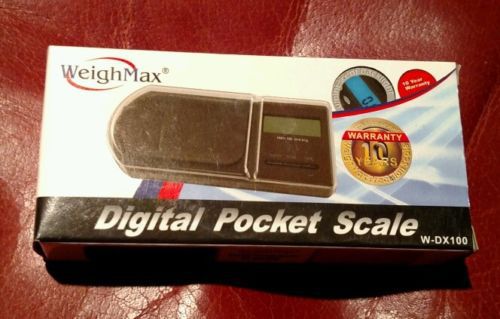 WeighMax®
10 Year
Warranty
WARRANTY
10
YEARS
Digital Pocket Scale
W-DX100